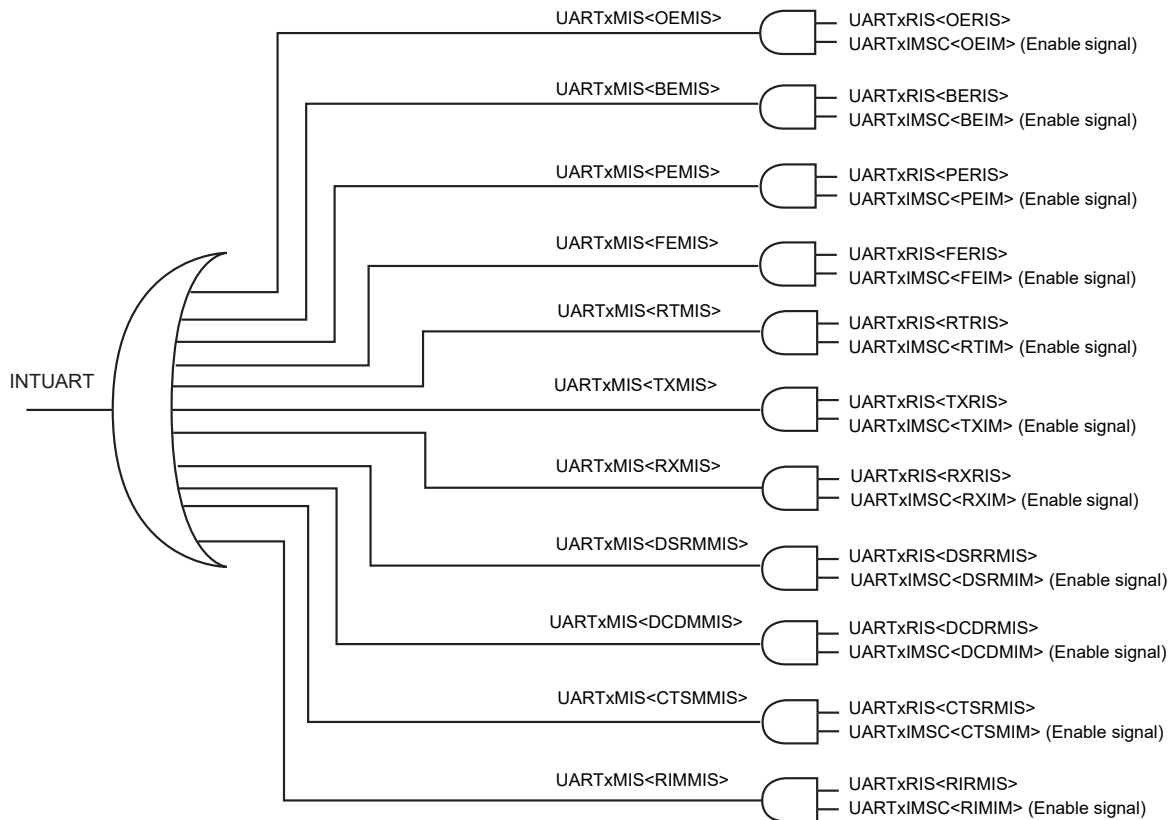 UARTxMIS<OEMIS>
UARTxRIS<OERIS>
UARTxIMSC<OEIM> (Enable signal)
UARTxMIS<BEMIS>
UARTxRIS<BERIS>
UARTxIMSC<BEIM> (Enable signal)
UARTxMIS<PEMIS>
UARTxRIS<PERIS>
UARTxIMSC<PEIM> (Enable signal)
UARTxMIS<FEMIS>
UARTxRIS<FERIS>
UARTxIMSC<FEIM> (Enable signal)
UARTxMIS<RTMIS>
UARTxRIS<RTRIS>
UARTxIMSC<RTIM> (Enable signal)
INTUART
UARTxMIS<TXMIS>
UARTxRIS<TXRIS>
UARTxIMSC<TXIM> (Enable signal)
UARTxMIS<RXMIS>
UARTxRIS<RXRIS>
UARTxIMSC<RXIM> (Enable signal)
UARTxMIS<DSRMMIS>
UARTxRIS<DSRRMIS>
UARTxIMSC<DSRMIM> (Enable signal)
UARTxMIS<DCDMMIS>
UARTxRIS<DCDRMIS>
UARTxIMSC<DCDMIM> (Enable signal)
UARTxMIS<CTSMMIS>
UARTxRIS<CTSRMIS>
UARTxIMSC<CTSMIM> (Enable signal)
UARTxMIS<RIMMIS>
UARTxRIS<RIRMIS>
UARTxIMSC<RIMIM> (Enable signal)